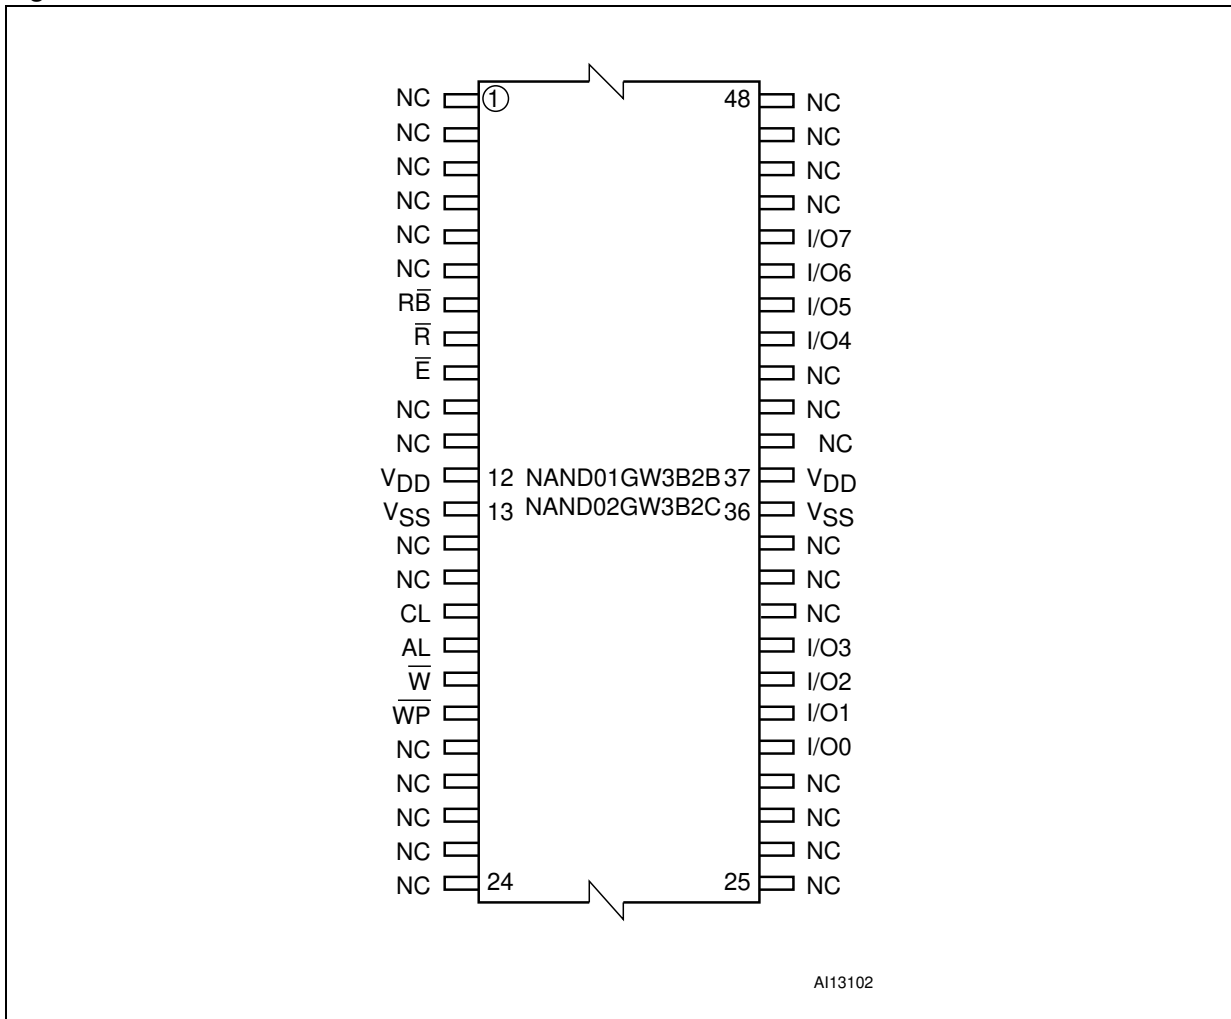 NC 1 48 NC
NC NC
NC NC
NC NC
NC I/O7
NC I/O6
RB̅ I/O5
R̅ I/O4
E̅ NC
NC NC
NC NC
VDD 12 NAND01GW3B2B 37 VDD
VSS 13 NAND02GW3B2C 36 VSS
NC NC
NC NC
CL NC
AL I/O3
W̅ I/O2
W̅P̅ I/O1
NC I/O0
NC NC
NC NC
NC NC
NC 24 25 NC
AI13102